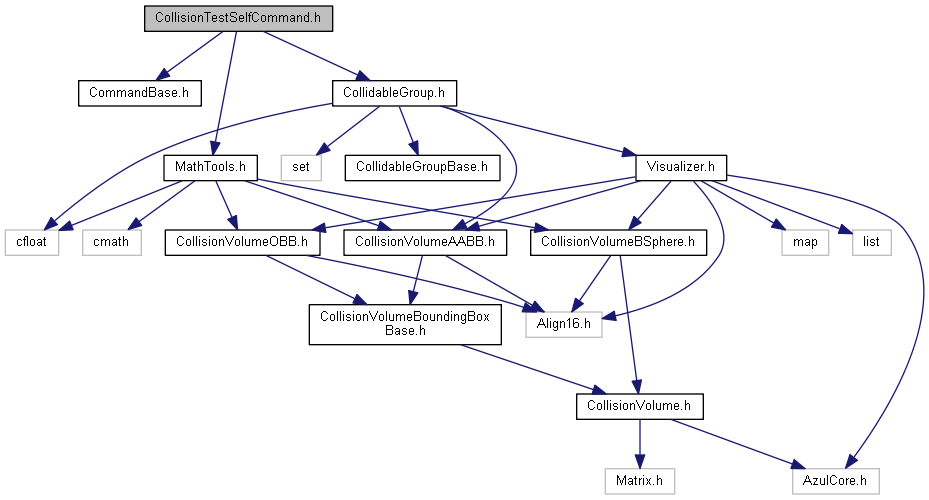 CollisionTestSelfCommand.h
CommandBase.h
CollidableGroup.h
MathTools.h
set
CollidableGroupBase.h
Visualizer.h
cfloat
cmath
CollisionVolumeOBB.h
CollisionVolumeAABB.h
CollisionVolumeBSphere.h
map
list
CollisionVolumeBoundingBox
Base.h
Align16.h
CollisionVolume.h
Matrix.h
AzulCore.h